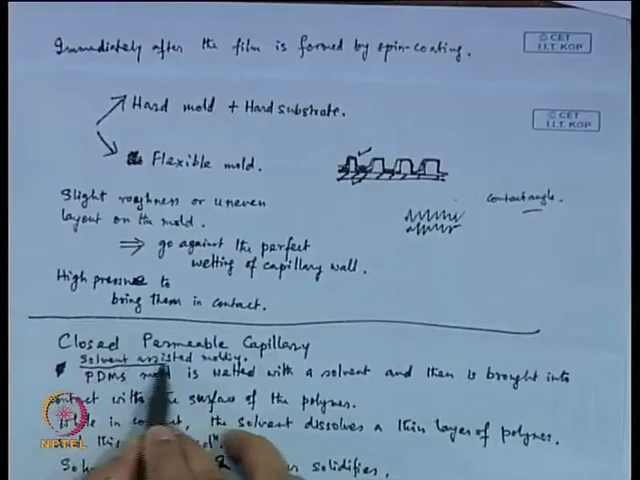 Immediately after the film is formed by spin-coating.
© CET
I.I.T. KGP
Hard mold + Hard substrate.
© CET
I.I.T. KGP
Flexible mold.
Slight roughness or uneven
layout on the mold.
contact angle.
⇒ go against the perfect
wetting of capillary wall.
High pressure to
bring them in contact.
Closed Permeable Capillary
Solvent assisted molding.
PDMS mold is wetted with a solvent and then is brought into
contact with the surface of the polymer.
in contact, the solvent dissolves a thin layer of polymer.
solidifies.
NPTEL